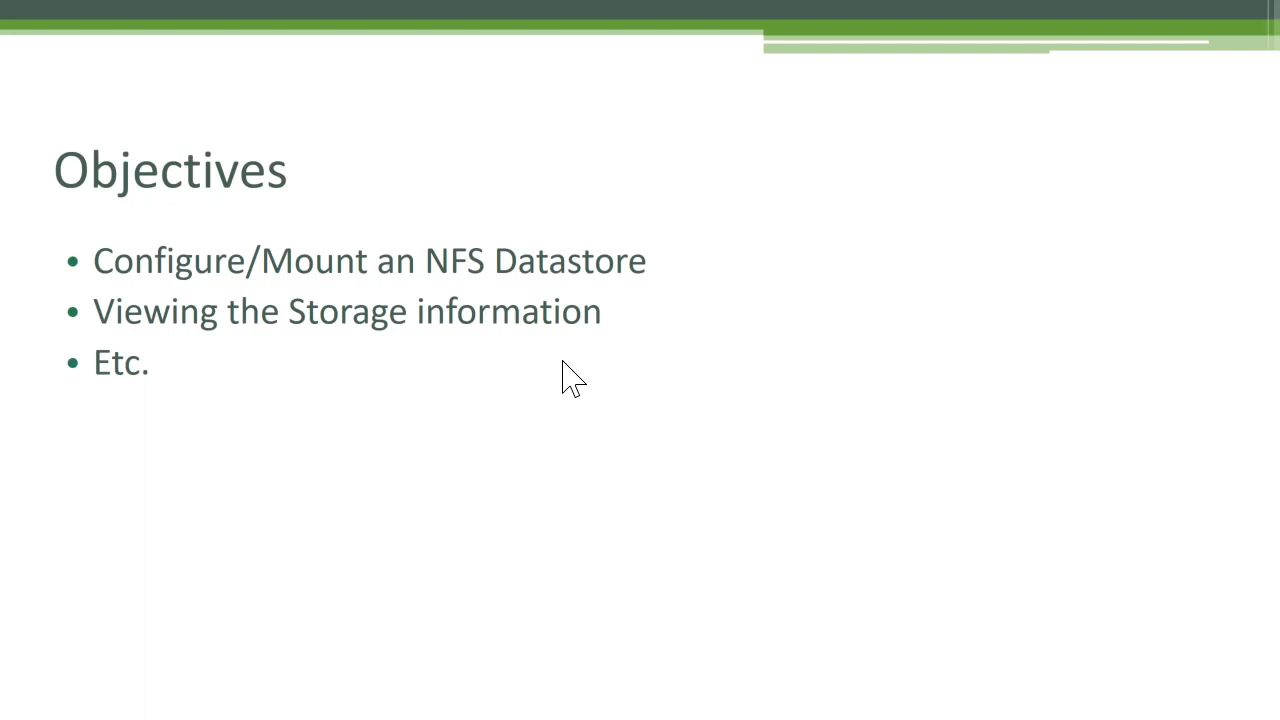 Objectives
• Configure/Mount an NFS Datastore
• Viewing the Storage information
• Etc.